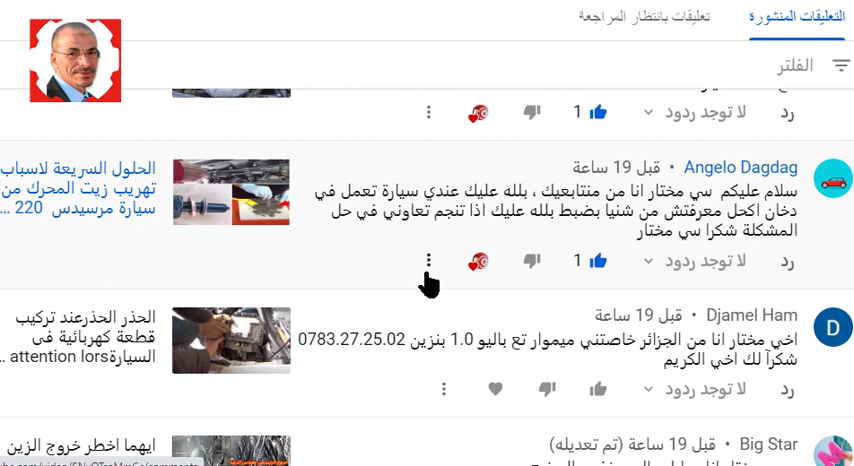 التعليقات المنشورة
تعليقات بانتظار المراجعة
الفلتر
رد
لا توجد ردود
1
Angelo Dagdag • قبل 19 ساعة
سلام عليكم سي مختار انا من منتابعيك ، بلله عليك عندي سيارة تعمل في
دخان اكحل معرفتش من شنيا بضبط بلله عليك اذا تنجم تعاوني في حل
المشكلة شكرا سي مختار
رد
لا توجد ردود
1
الحلول السريعة لاسباب
تهريب زيت المحرك من
سيارة مرسيدس 220 ...
Djamel Ham • قبل 19 ساعة
اخي مختار انا من الجزائر خاصتني ميموار تع باليو 1.0 بنزين 0783.27.25.02
شكرآ لك اخي الكريم
رد
لا توجد ردود
الحذر الحذرعند تركيب
قطعة كهربائية فى
السيارةattention lors ...
D
Big Star • قبل 19 ساعة (تم تعديله)
ايهما اخطر خروج الزين